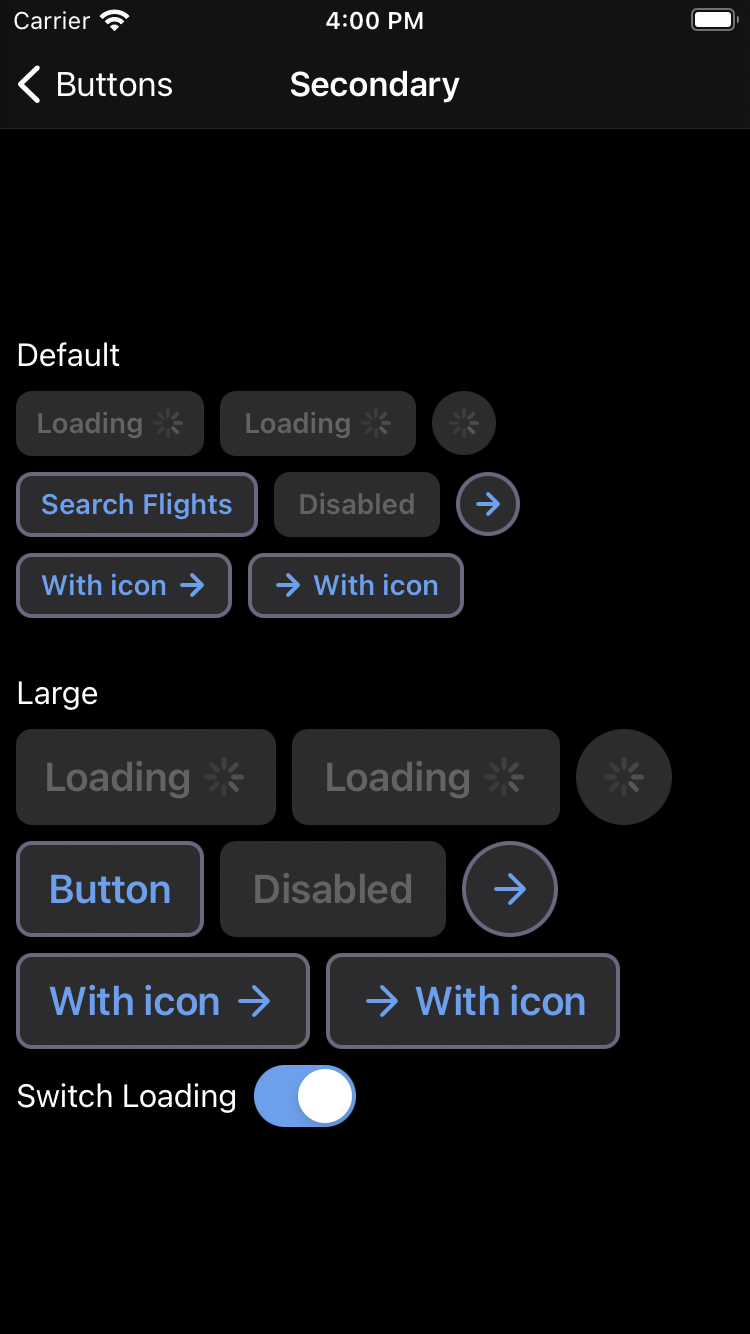 Carrier 4:00 PM
Buttons Secondary
Default
Loading Loading
Search Flights Disabled
With icon With icon
Large
Loading Loading
Button Disabled
With icon With icon
Switch Loading